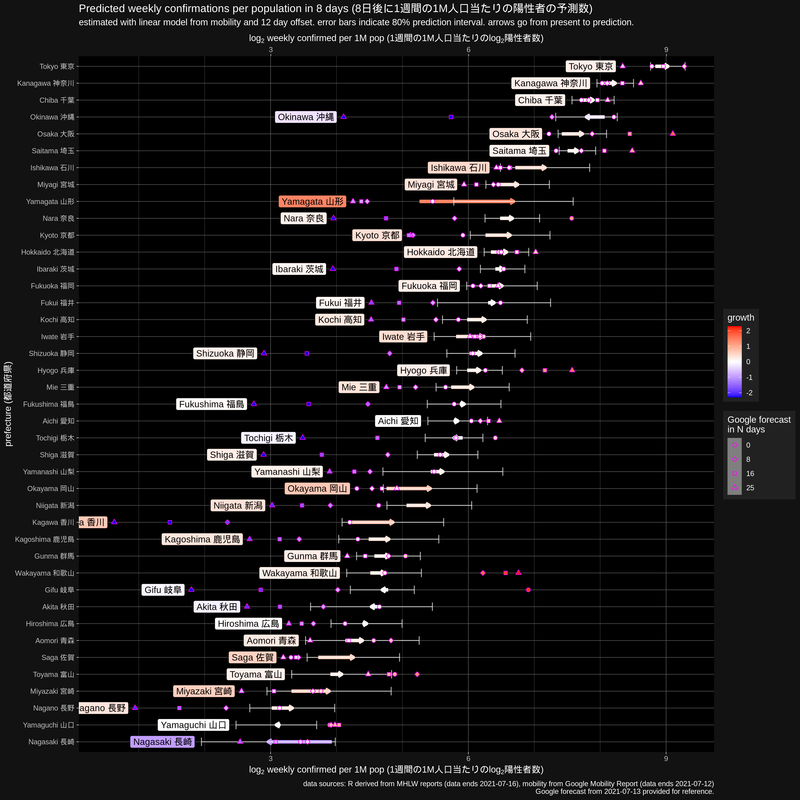 Predicted weekly confirmations per population in 8 days (8日後に1週間の1M人口当たりの陽性者の予測数)
estimated with linear model from mobility and 12 day offset. error bars indicate 80% prediction interval. arrows go from present to prediction.
log2 weekly confirmed per 1M pop (1週間の1M人口当たりのlog2陽性者数)
3 6 9
prefecture (都道府県)
Tokyo 東京 Tokyo 東京
Kanagawa 神奈川 Kanagawa 神奈川
Chiba 千葉 Chiba 千葉
Okinawa 沖縄 Okinawa 沖縄
Osaka 大阪 Osaka 大阪
Saitama 埼玉 Saitama 埼玉
Ishikawa 石川 Ishikawa 石川
Miyagi 宮城 Miyagi 宮城
Yamagata 山形 Yamagata 山形
Nara 奈良 Nara 奈良
Kyoto 京都 Kyoto 京都
Hokkaido 北海道 Hokkaido 北海道
Ibaraki 茨城 Ibaraki 茨城
Fukuoka 福岡 Fukuoka 福岡
Fukui 福井 Fukui 福井
Kochi 高知 Kochi 高知
Iwate 岩手 Iwate 岩手
Shizuoka 静岡 Shizuoka 静岡
Hyogo 兵庫 Hyogo 兵庫
Mie 三重 Mie 三重
Fukushima 福島 Fukushima 福島
Aichi 愛知 Aichi 愛知
Tochigi 栃木 Tochigi 栃木
Shiga 滋賀 Shiga 滋賀
Yamanashi 山梨 Yamanashi 山梨
Okayama 岡山 Okayama 岡山
Niigata 新潟 Niigata 新潟
Kagawa 香川 a 香川
Kagoshima 鹿児島 Kagoshima 鹿児島
Gunma 群馬 Gunma 群馬
Wakayama 和歌山 Wakayama 和歌山
Gifu 岐阜 Gifu 岐阜
Akita 秋田 Akita 秋田
Hiroshima 広島 Hiroshima 広島
Aomori 青森 Aomori 青森
Saga 佐賀 Saga 佐賀
Toyama 富山 Toyama 富山
Miyazaki 宮崎 Miyazaki 宮崎
Nagano 長野 agano 長野
Yamaguchi 山口 Yamaguchi 山口
Nagasaki 長崎 Nagasaki 長崎
3 6 9
log2 weekly confirmed per 1M pop (1週間の1M人口当たりのlog2陽性者数)
growth
2
1
0
-1
-2
Google forecast
in N days
0
8
16
25
data sources: R derived from MHLW reports (data ends 2021-07-16), mobility from Google Mobility Report (data ends 2021-07-12)
Google forecast from 2021-07-13 provided for reference.